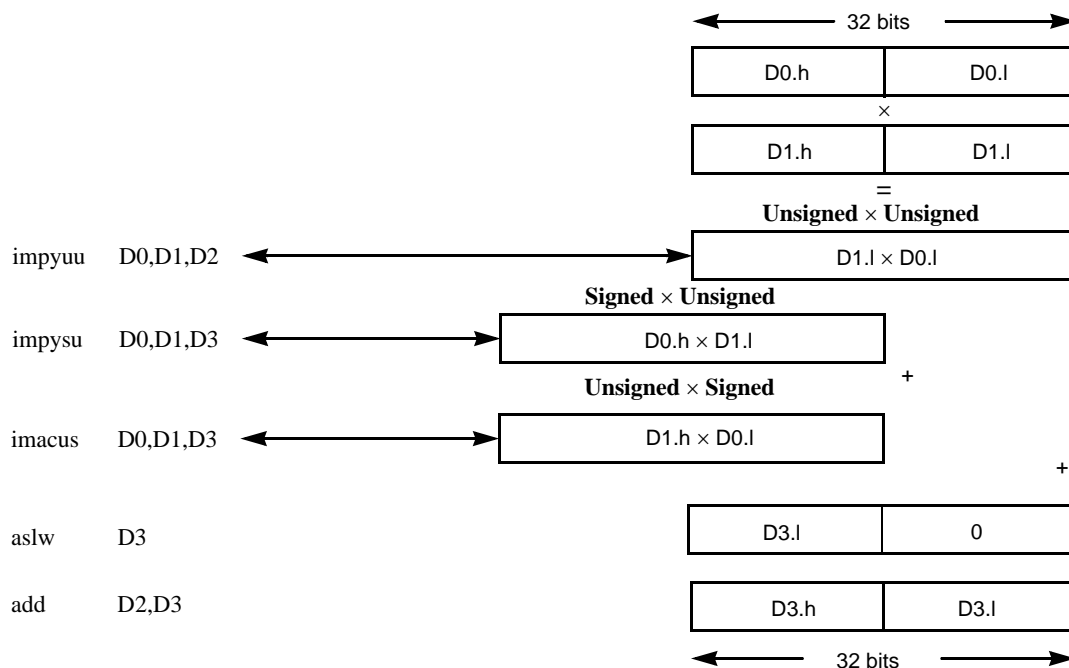 32 bits
D0.h D0.l
×
D1.h D1.l
=
Unsigned × Unsigned
impyuu D0,D1,D2 D1.l × D0.l
Signed × Unsigned
impysu D0,D1,D3 D0.h × D1.l
+
Unsigned × Signed
imacus D0,D1,D3 D1.h × D0.l
+
aslw D3 D3.l 0
add D2,D3 D3.h D3.l
32 bits